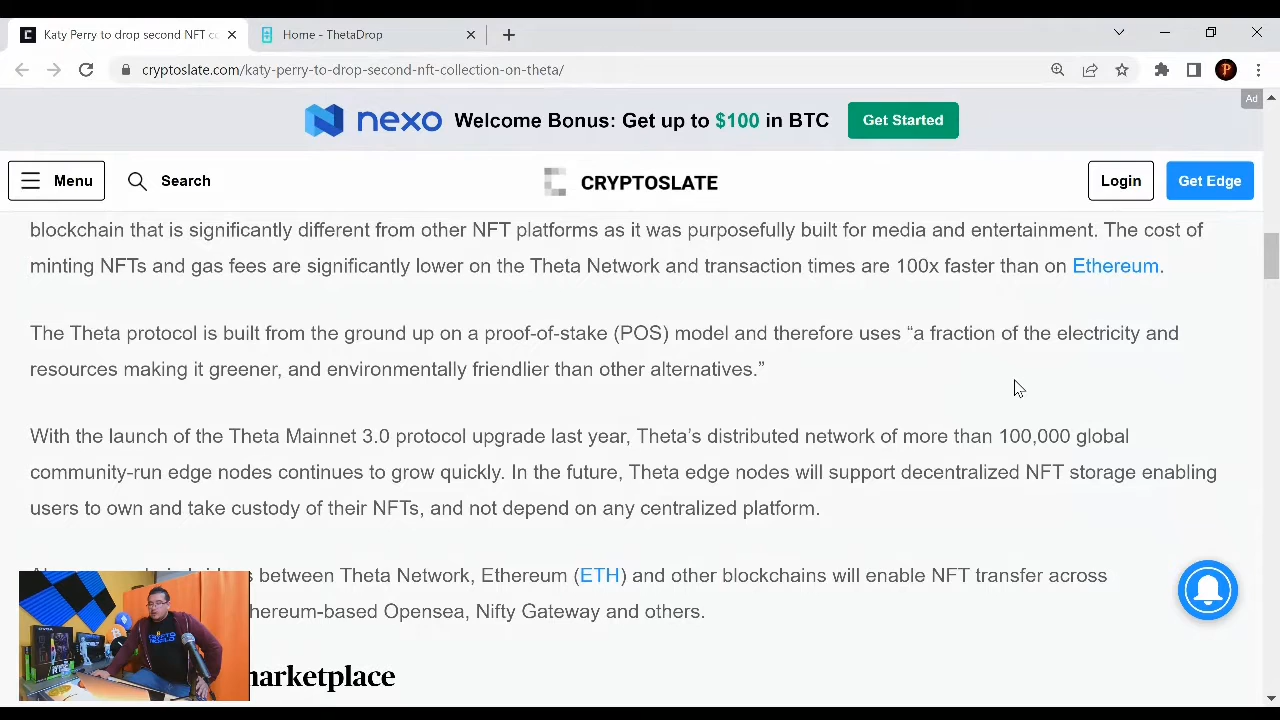 Katy Perry to drop second NFT co
Home - ThetaDrop
cryptoslate.com/katy-perry-to-drop-second-nft-collection-on-theta/
P
Ad
nexo Welcome Bonus: Get up to $100 in BTC Get Started
Menu Search CRYPTOSLATE Login Get Edge
blockchain that is significantly different from other NFT platforms as it was purposefully built for media and entertainment. The cost of
minting NFTs and gas fees are significantly lower on the Theta Network and transaction times are 100x faster than on Ethereum.
The Theta protocol is built from the ground up on a proof-of-stake (POS) model and therefore uses “a fraction of the electricity and
resources making it greener, and environmentally friendlier than other alternatives.”
With the launch of the Theta Mainnet 3.0 protocol upgrade last year, Theta’s distributed network of more than 100,000 global
community-run edge nodes continues to grow quickly. In the future, Theta edge nodes will support decentralized NFT storage enabling
users to own and take custody of their NFTs, and not depend on any centralized platform.
between Theta Network, Ethereum (ETH) and other blockchains will enable NFT transfer across
hereum-based Opensea, Nifty Gateway and others.
arketplace